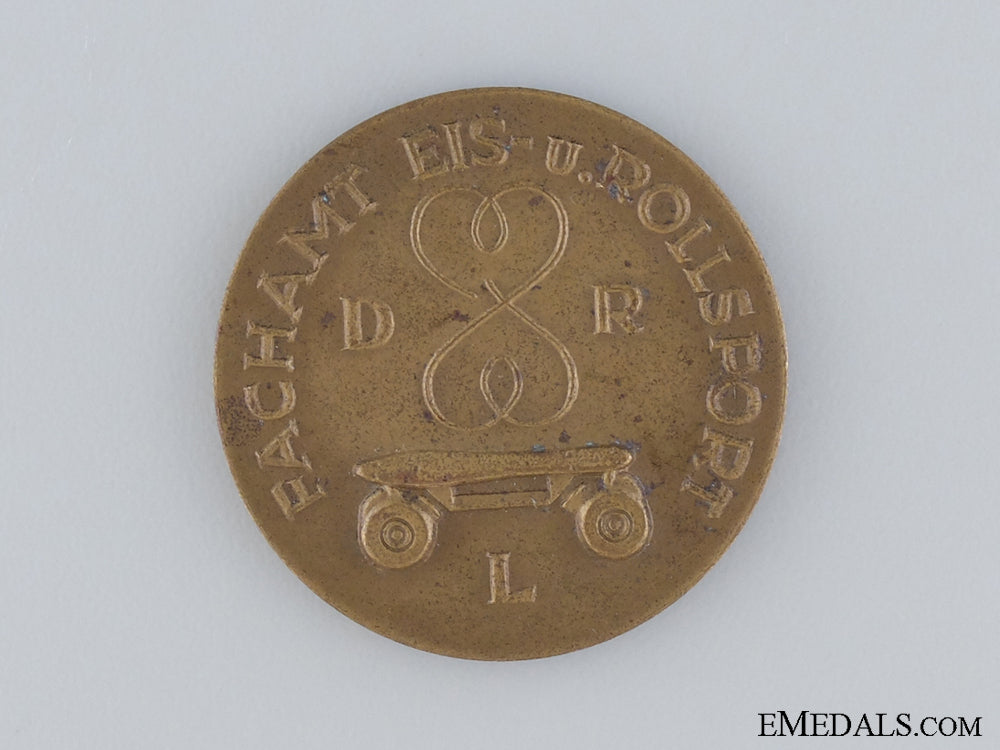 FACHAMT EIS- u. ROLLSPORT
D R
L
EMEDALS.COM